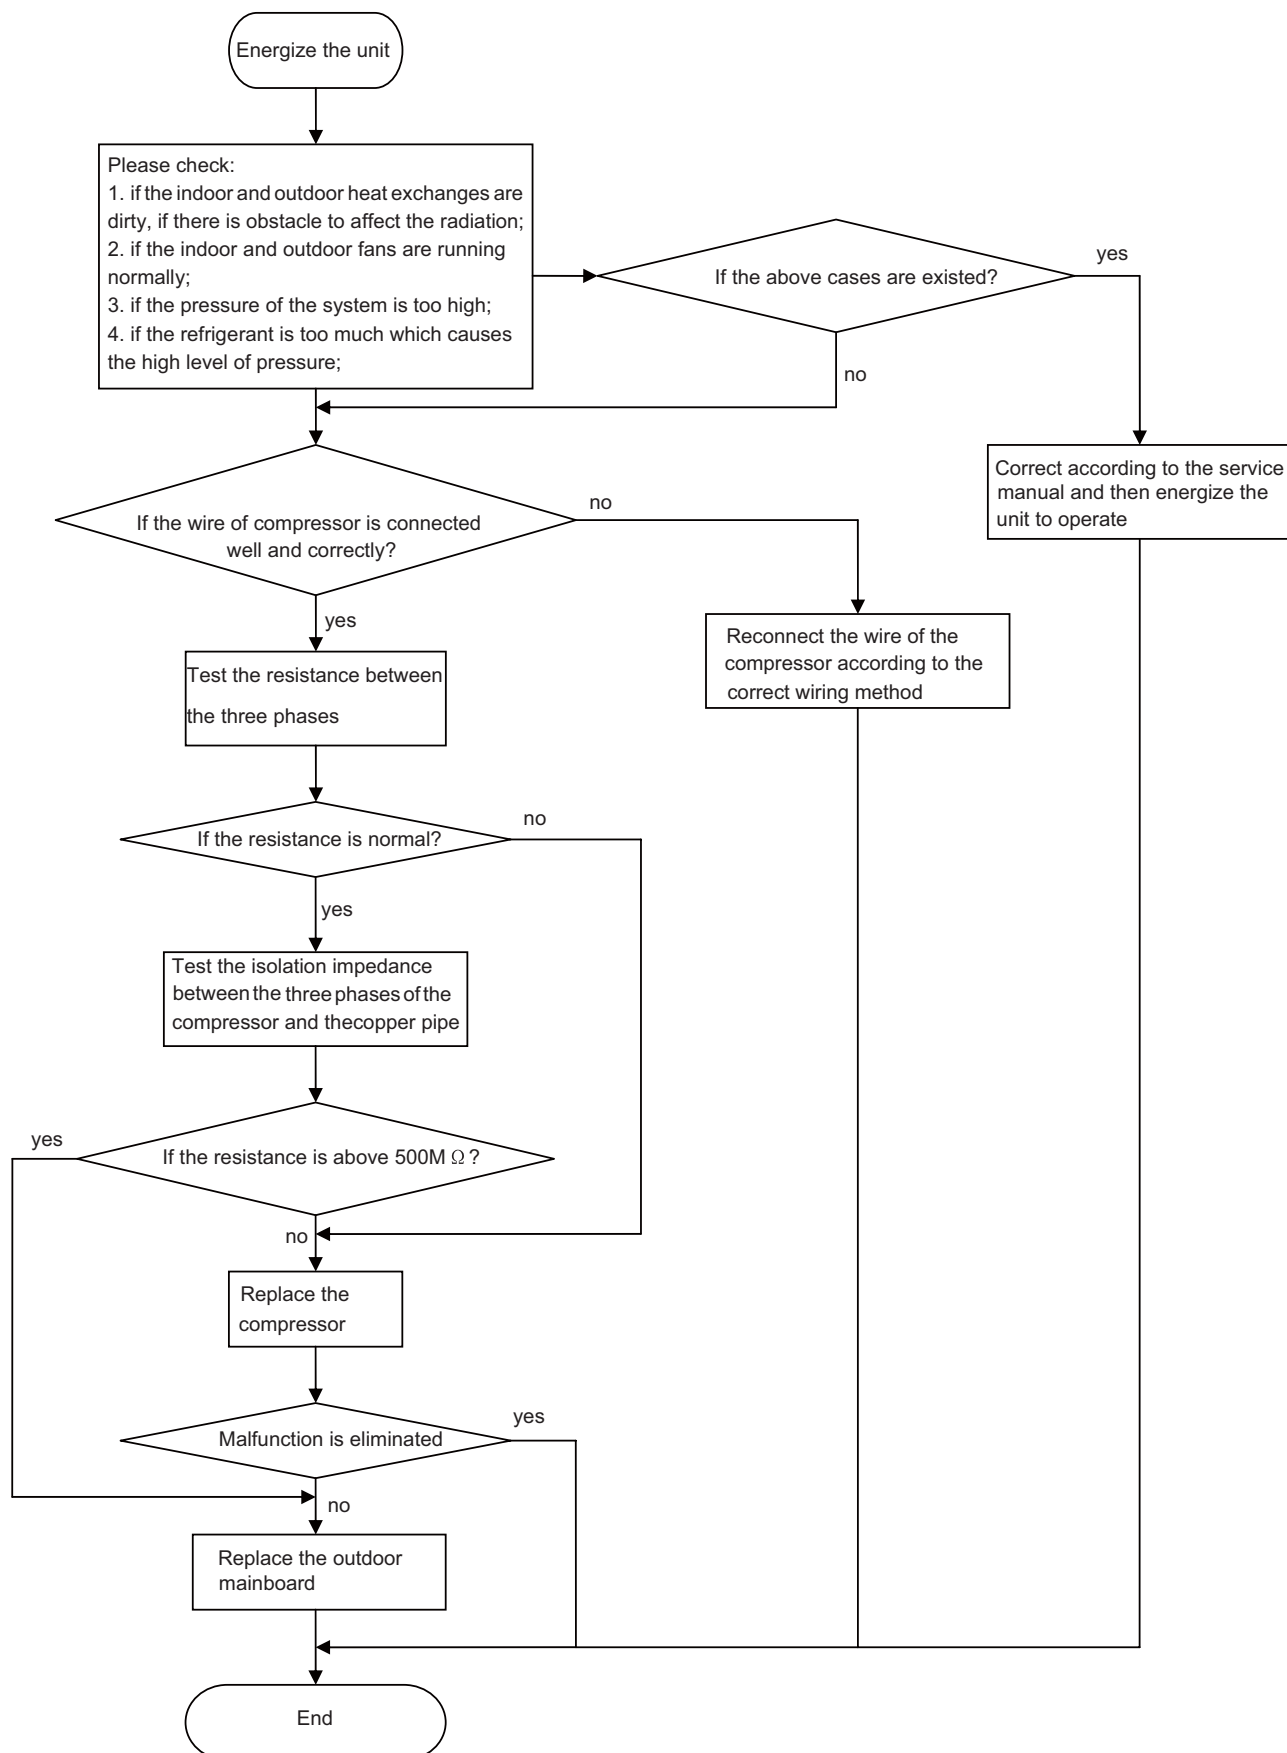 Energize the unit
Please check:
1. if the indoor and outdoor heat exchanges are
dirty, if there is obstacle to affect the radiation;
2. if the indoor and outdoor fans are running
normally;
3. if the pressure of the system is too high;
4. if the refrigerant is too much which causes
the high level of pressure;
If the above cases are existed?
yes
no
Correct according to the service
manual and then energize the
unit to operate
If the wire of compressor is connected
well and correctly?
no
yes
Reconnect the wire of the
compressor according to the
correct wiring method
Test the resistance between
the three phases
If the resistance is normal?
no
yes
Test the isolation impedance
between the three phases of the
compressor and thecopper pipe
yes
If the resistance is above 500M Ω ?
no
Replace the
compressor
Malfunction is eliminated
yes
no
Replace the outdoor
mainboard
End